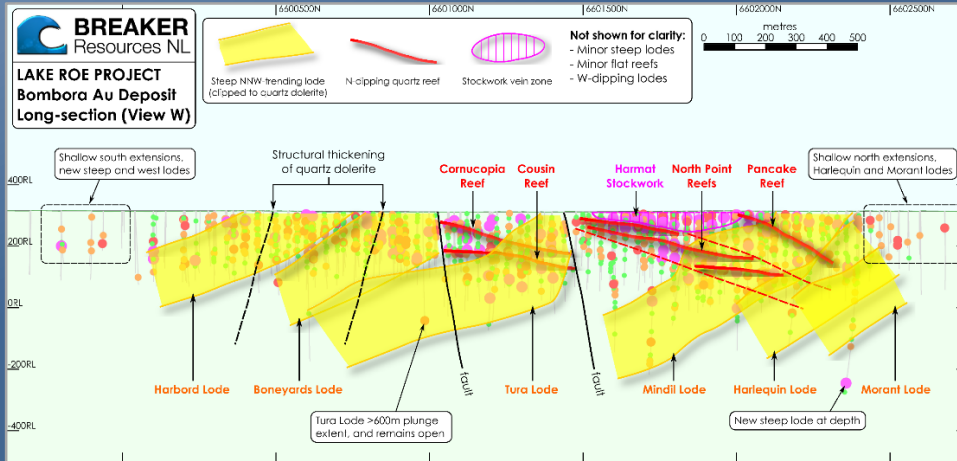 6600500N
6601000N
6601500N
6602000N
6602500N
BREAKER
Resources NL
LAKE ROE PROJECT
Bombora Au Deposit
Long-section (View W)
Steep NNW-trending lode
(clipped to quartz dolerite)
N-dipping quartz reef
Stockwork vein zone
Not shown for clarity:
- Minor steep lodes
- Minor flat reefs
- W-dipping lodes
metres
0 100 200 300 400 500
Shallow south extensions,
new steep and west lodes
Structural thickening
of quartz dolerite
Cornucopia
Reef
Cousin
Reef
Harmat
Stockwork
North Point
Reefs
Pancake
Reef
Shallow north extensions,
Harlequin and Morant lodes
400RL
200RL
0RL
-200RL
-400RL
Harbord Lode
Boneyards Lode
fault
Tura Lode
fault
Mindil Lode
Harlequin Lode
Morant Lode
Tura Lode >600m plunge
extent, and remains open
New steep lode at depth